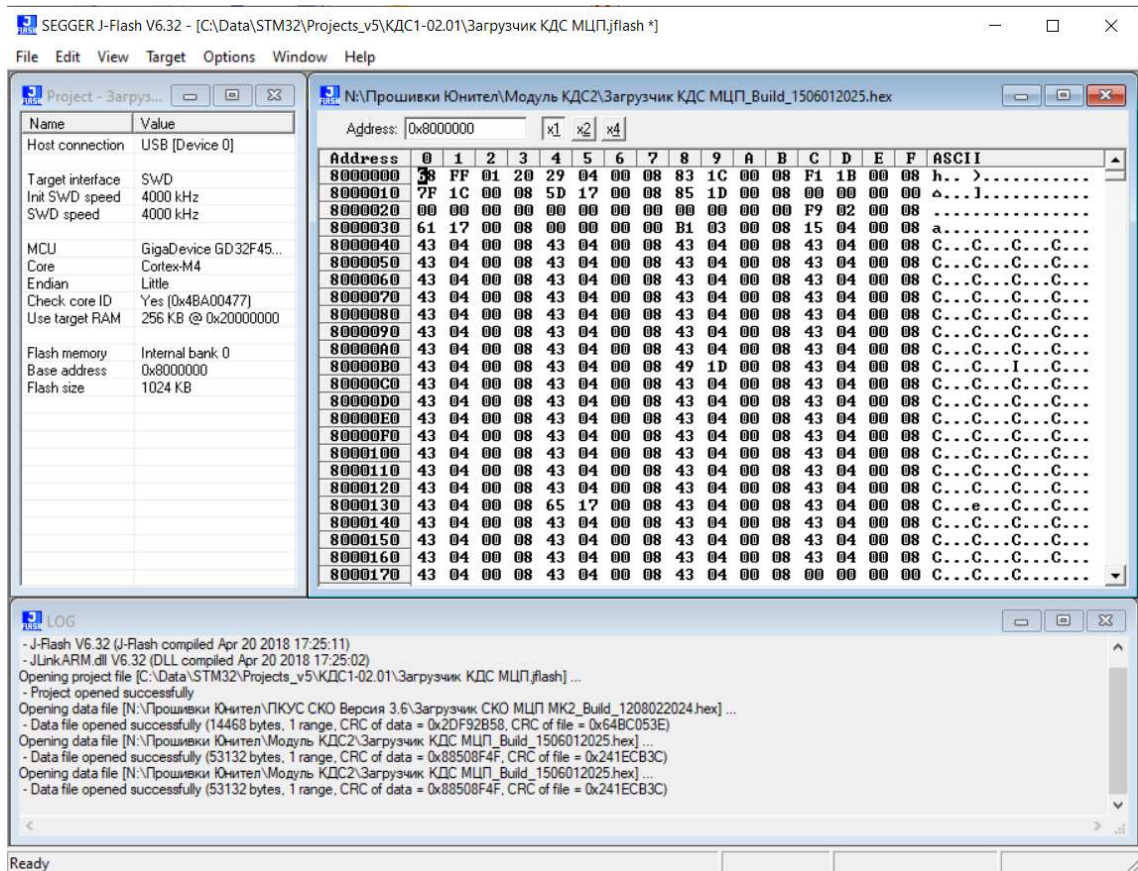 SEGGER J-Flash V6.32 - [C:\Data\STM32\Projects_v5\КДС1-02.01\Загрузчик КДС МЦП.jflash *]
File Edit View Target Options Window Help
Project - Загруз...
Name Value
Host connection USB [Device 0]
Target interface SWD
Init SWD speed 4000 kHz
SWD speed 4000 kHz
MCU GigaDevice GD32F45...
Core Cortex-M4
Endian Little
Check core ID Yes (0x4BA00477)
Use target RAM 256 KB @ 0x20000000
Flash memory Internal bank 0
Base address 0x8000000
Flash size 1024 KB
N:\Прошивки Юнител\Модуль КДС2\Загрузчик КДС МЦП_Build_1506012025.hex
Address: 0x8000000 x1 x2 x4
Address 0 1 2 3 4 5 6 7 8 9 A B C D E F ASCII
8000000 68 FF 01 20 29 04 00 08 83 1C 00 08 F1 1B 00 08 h.. )...........
8000010 7F 1C 00 08 5D 17 00 08 85 1D 00 08 00 00 00 00 ⌂...]...........
8000020 00 00 00 00 00 00 00 00 00 00 00 00 F9 02 00 08 ................
8000030 61 17 00 08 00 00 00 00 B1 03 00 08 15 04 00 08 a...............
8000040 43 04 00 08 43 04 00 08 43 04 00 08 43 04 00 08 C...C...C...C...
8000050 43 04 00 08 43 04 00 08 43 04 00 08 43 04 00 08 C...C...C...C...
8000060 43 04 00 08 43 04 00 08 43 04 00 08 43 04 00 08 C...C...C...C...
8000070 43 04 00 08 43 04 00 08 43 04 00 08 43 04 00 08 C...C...C...C...
8000080 43 04 00 08 43 04 00 08 43 04 00 08 43 04 00 08 C...C...C...C...
8000090 43 04 00 08 43 04 00 08 43 04 00 08 43 04 00 08 C...C...C...C...
80000A0 43 04 00 08 43 04 00 08 43 04 00 08 43 04 00 08 C...C...C...C...
80000B0 43 04 00 08 43 04 00 08 49 1D 00 08 43 04 00 08 C...C...I...C...
80000C0 43 04 00 08 43 04 00 08 43 04 00 08 43 04 00 08 C...C...C...C...
80000D0 43 04 00 08 43 04 00 08 43 04 00 08 43 04 00 08 C...C...C...C...
80000E0 43 04 00 08 43 04 00 08 43 04 00 08 43 04 00 08 C...C...C...C...
80000F0 43 04 00 08 43 04 00 08 43 04 00 08 43 04 00 08 C...C...C...C...
8000100 43 04 00 08 43 04 00 08 43 04 00 08 43 04 00 08 C...C...C...C...
8000110 43 04 00 08 43 04 00 08 43 04 00 08 43 04 00 08 C...C...C...C...
8000120 43 04 00 08 43 04 00 08 43 04 00 08 43 04 00 08 C...C...C...C...
8000130 43 04 00 08 65 17 00 08 43 04 00 08 43 04 00 08 C...e...C...C...
8000140 43 04 00 08 43 04 00 08 43 04 00 08 43 04 00 08 C...C...C...C...
8000150 43 04 00 08 43 04 00 08 43 04 00 08 43 04 00 08 C...C...C...C...
8000160 43 04 00 08 43 04 00 08 43 04 00 08 43 04 00 08 C...C...C...C...
8000170 43 04 00 08 43 04 00 08 43 04 00 08 00 00 00 00 C...C...C.......
LOG
- J-Flash V6.32 (J-Flash compiled Apr 20 2018 17:25:11)
- JLinkARM.dll V6.32 (DLL compiled Apr 20 2018 17:25:02)
Opening project file [C:\Data\STM32\Projects_v5\КДС1-02.01\Загрузчик КДС МЦП.jflash] ...
- Project opened successfully
Opening data file [N:\Прошивки Юнител\ПКУС СКО Версия 3.6\Загрузчик СКО МЦП МК2_Build_1208022024.hex] ...
- Data file opened successfully (14468 bytes, 1 range, CRC of data = 0x2DF92B58, CRC of file = 0x64BC053E)
Opening data file [N:\Прошивки Юнител\Модуль КДС2\Загрузчик КДС МЦП_Build_1506012025.hex] ...
- Data file opened successfully (53132 bytes, 1 range, CRC of data = 0x88508F4F, CRC of file = 0x241ECB3C)
Opening data file [N:\Прошивки Юнител\Модуль КДС2\Загрузчик КДС МЦП_Build_1506012025.hex] ...
- Data file opened successfully (53132 bytes, 1 range, CRC of data = 0x88508F4F, CRC of file = 0x241ECB3C)
Ready